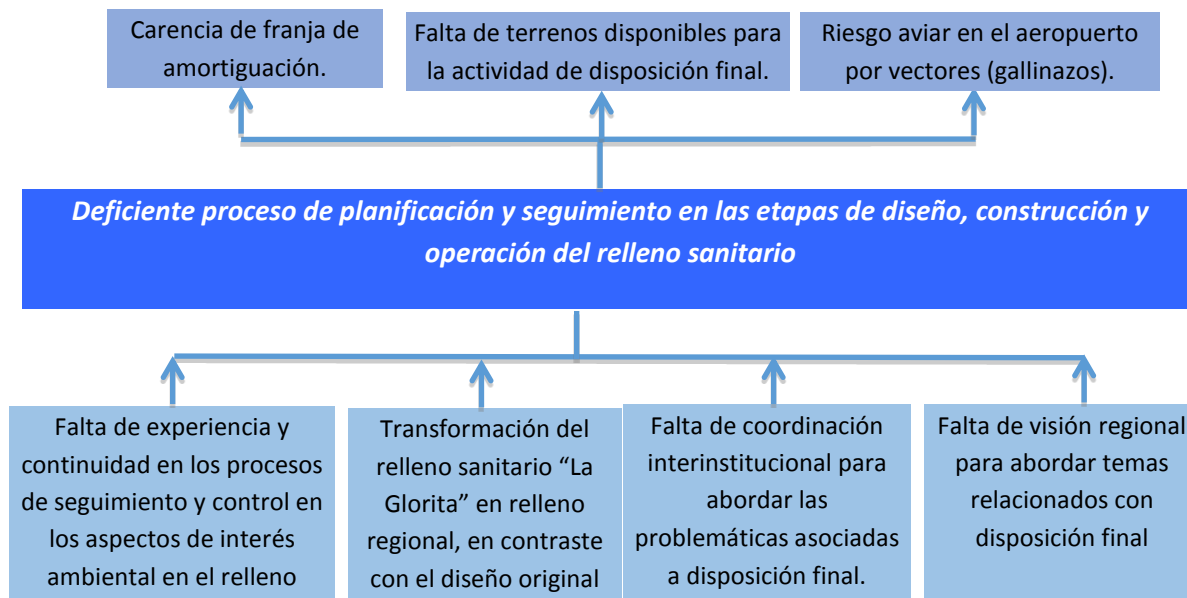 Carencia de franja de
amortiguación.
Falta de terrenos disponibles para
la actividad de disposición final.
Riesgo aviar en el aeropuerto
por vectores (gallinazos).
Deficiente proceso de planificación y seguimiento en las etapas de diseño, construcción y
operación del relleno sanitario
Falta de experiencia y
continuidad en los procesos
de seguimiento y control en
los aspectos de interés
ambiental en el relleno
Transformación del
relleno sanitario “La
Glorita” en relleno
regional, en contraste
con el diseño original
Falta de coordinación
interinstitucional para
abordar las
problemáticas asociadas
a disposición final.
Falta de visión regional
para abordar temas
relacionados con
disposición final